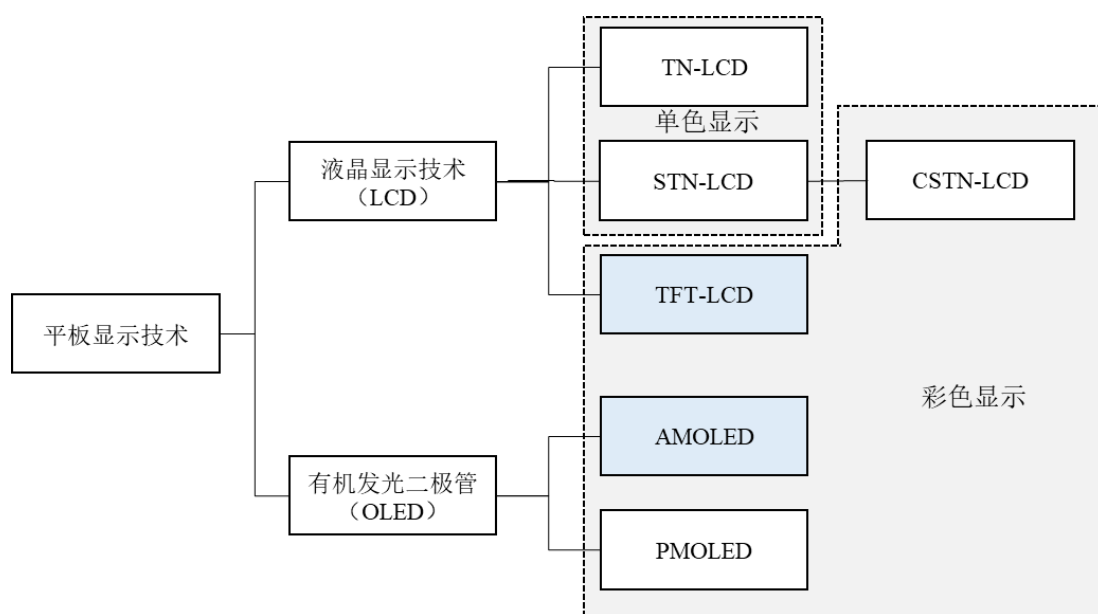 TN-LCD
单色显示
液晶显示技术
（LCD）
STN-LCD
CSTN-LCD
TFT-LCD
平板显示技术
彩色显示
AMOLED
有机发光二极管
（OLED）
PMOLED